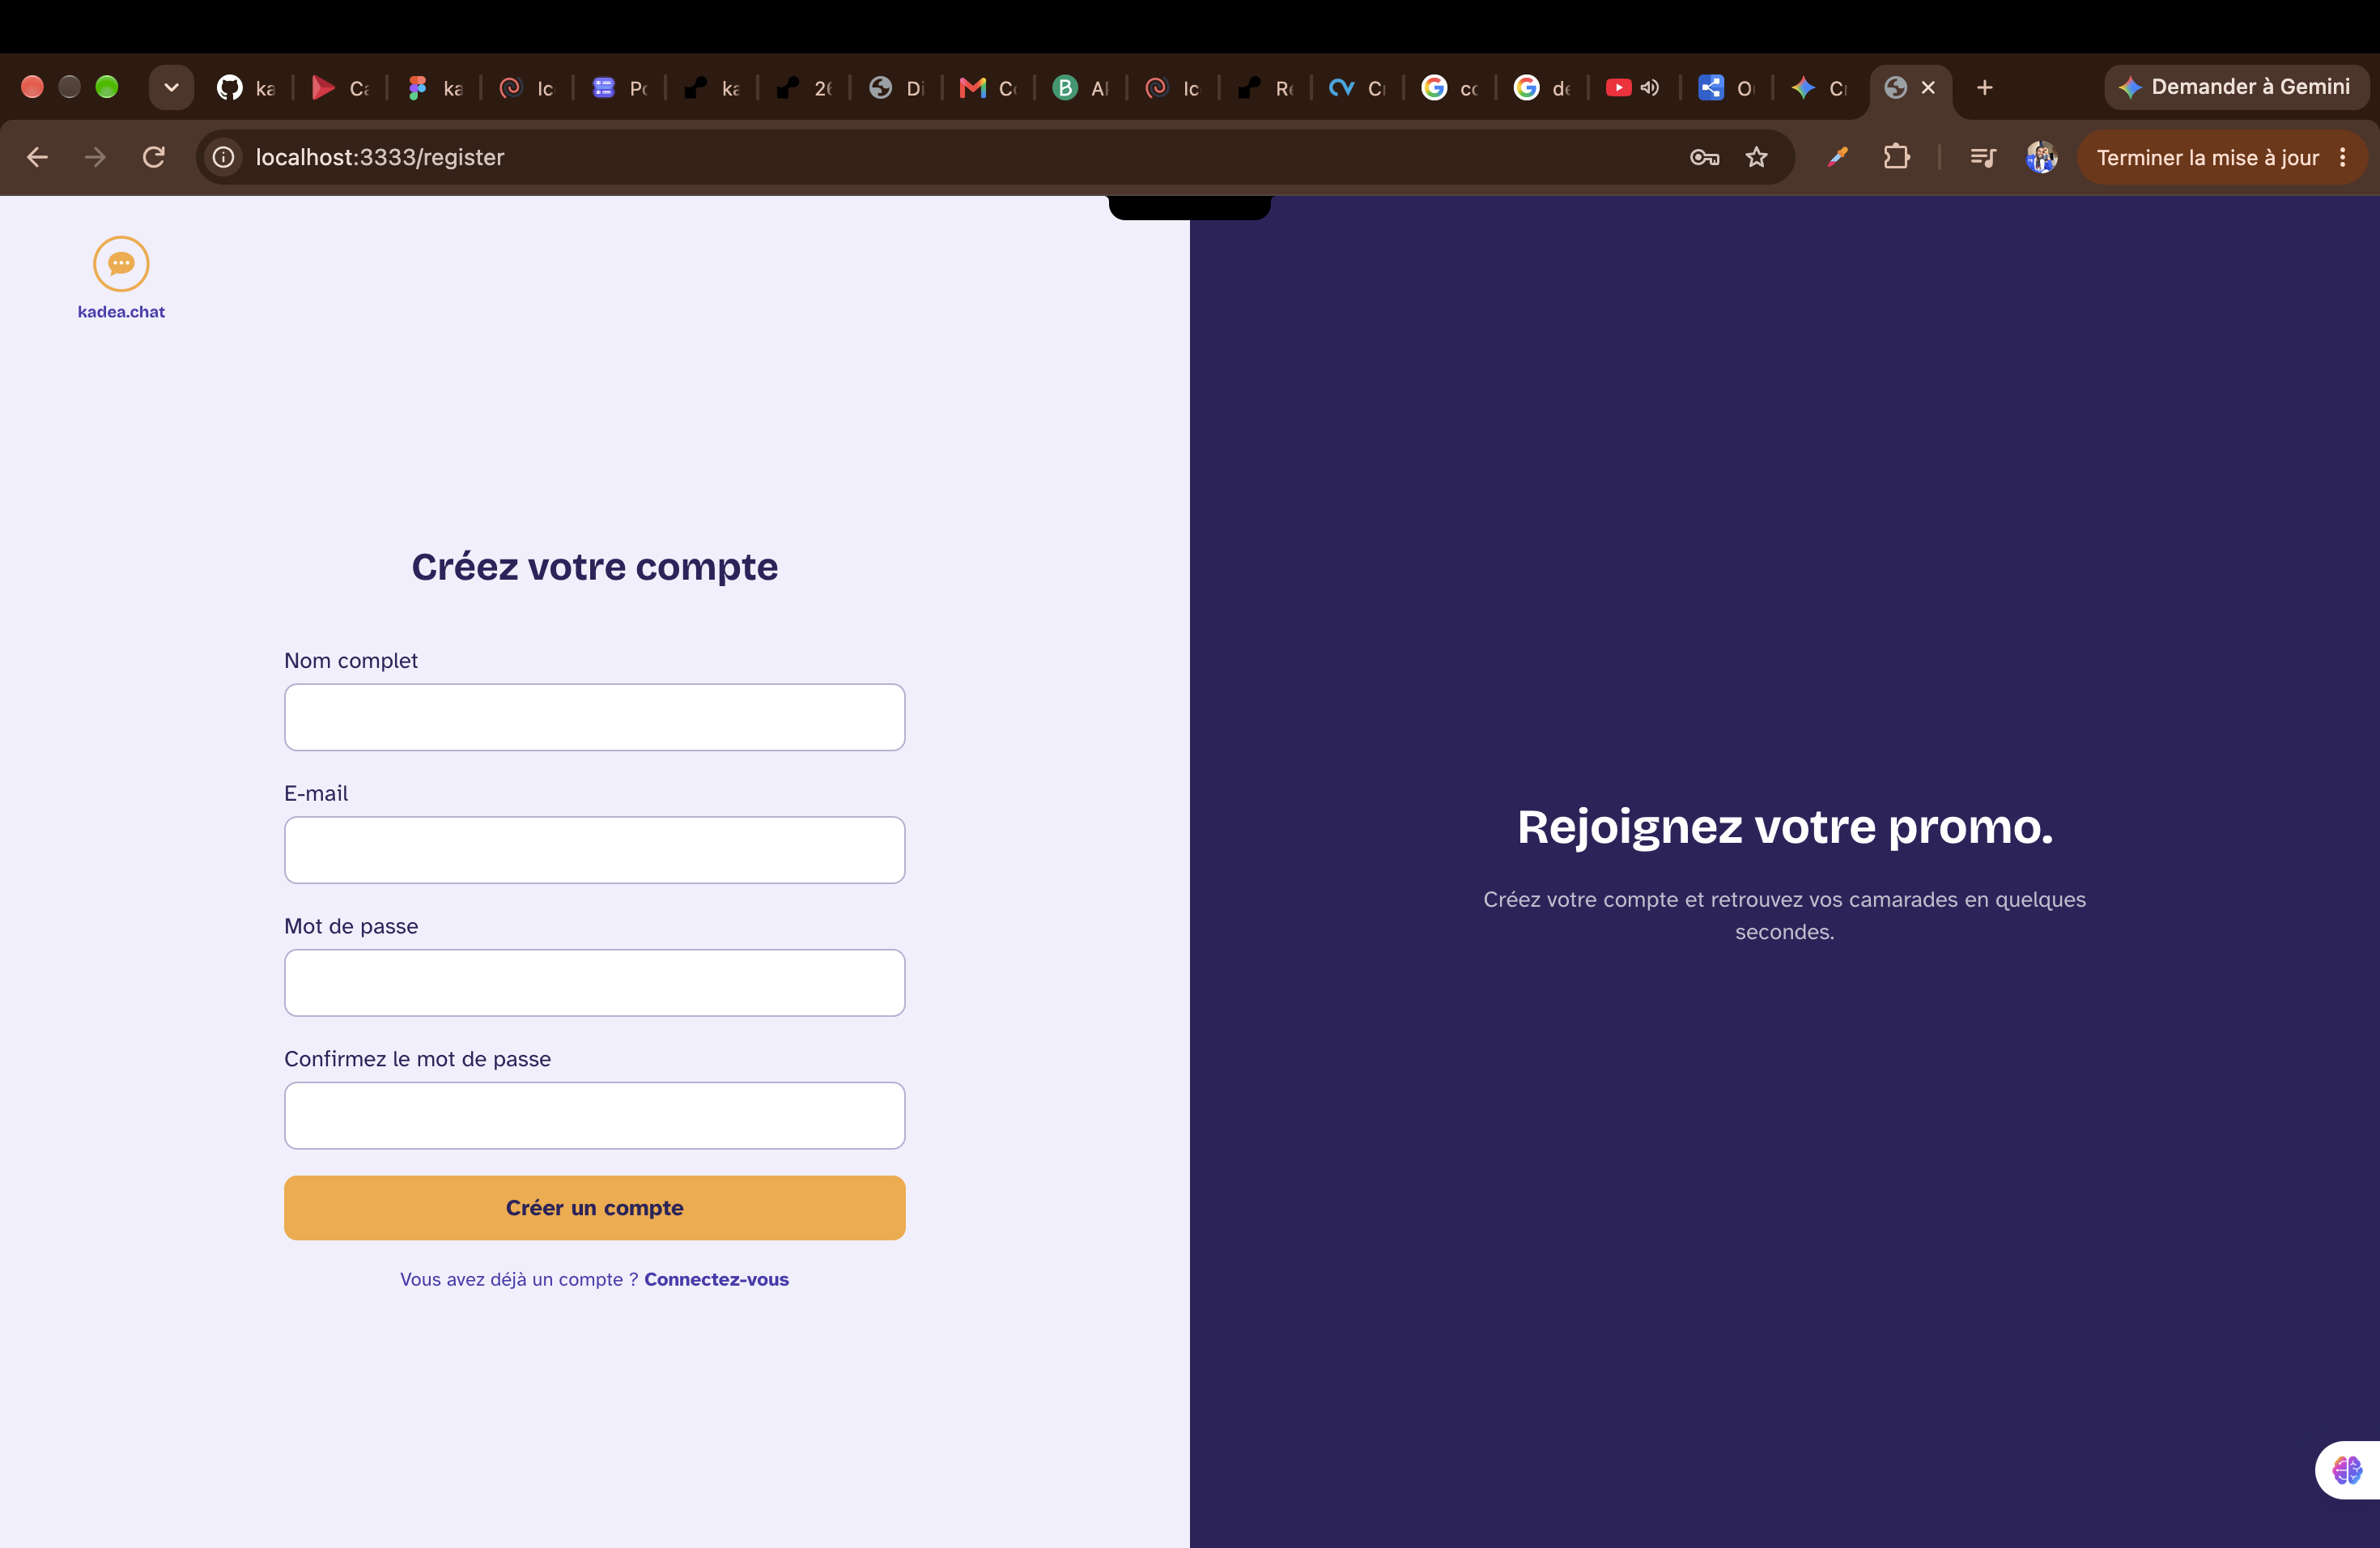 Demander à Gemini
localhost:3333/register
Terminer la mise à jour
kadea.chat
Créez votre compte
Nom complet
E-mail
Mot de passe
Confirmez le mot de passe
Créer un compte
Vous avez déjà un compte ? Connectez-vous
Rejoignez votre promo.
Créez votre compte et retrouvez vos camarades en quelques
secondes.